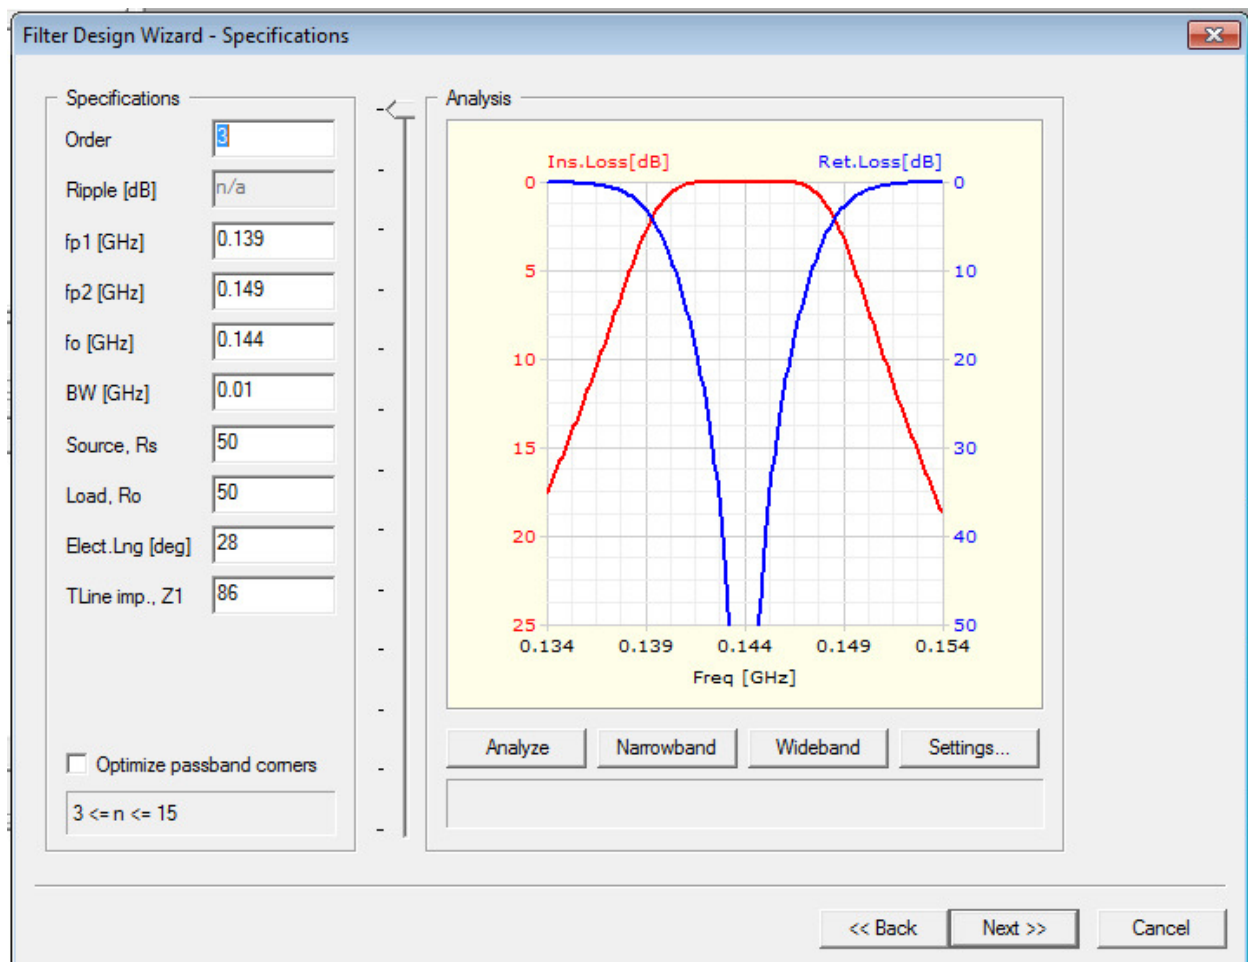 Filter Design Wizard - Specifications
Specifications
Order
3
Ripple [dB]
n/a
fp1 [GHz]
0.139
fp2 [GHz]
0.149
fo [GHz]
0.144
BW [GHz]
0.01
Source, Rs
50
Load, Ro
50
Elect.Lng [deg]
28
TLine imp., Z1
86
Optimize passband corners
3 <= n <= 15
Analysis
Ins.Loss[dB]
Ret.Loss[dB]
0
5
10
15
20
25
0
10
20
30
40
50
0.134 0.139 0.144 0.149 0.154
Freq [GHz]
Analyze
Narrowband
Wideband
Settings...
<< Back
Next >>
Cancel